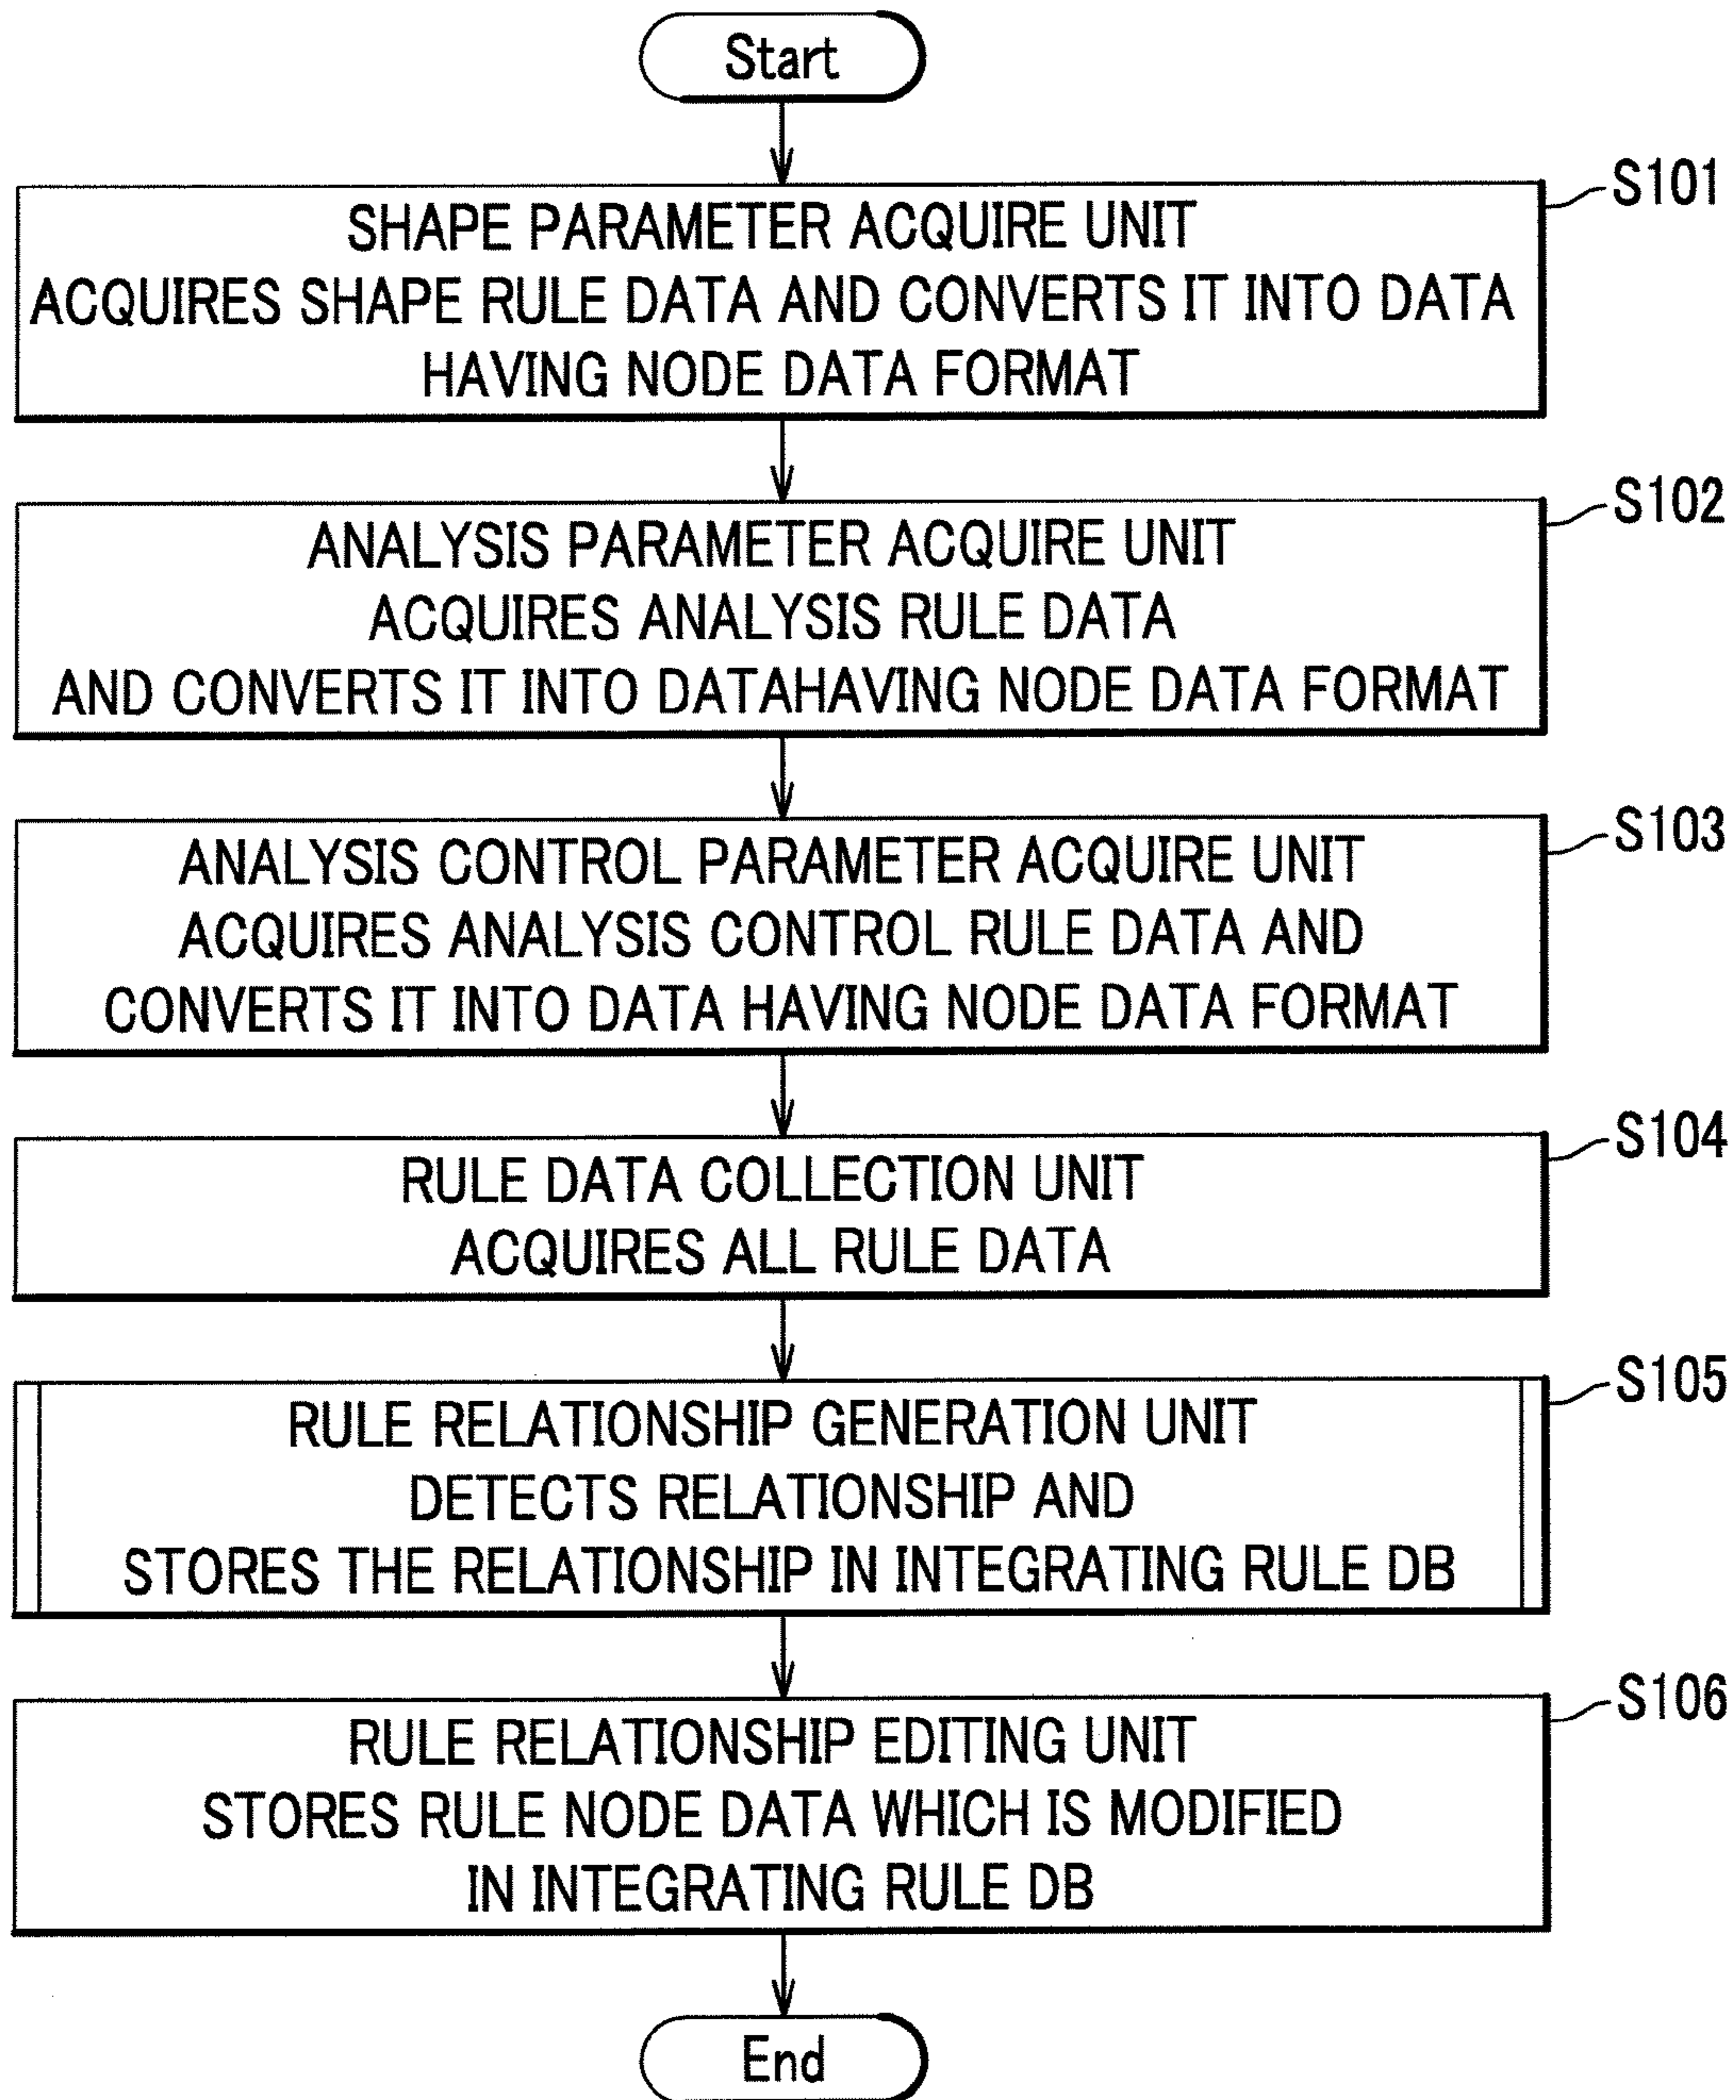 Start
S101
SHAPE PARAMETER ACQUIRE UNIT
ACQUIRES SHAPE RULE DATA AND CONVERTS IT INTO DATA
HAVING NODE DATA FORMAT
S102
ANALYSIS PARAMETER ACQUIRE UNIT
ACQUIRES ANALYSIS RULE DATA
AND CONVERTS IT INTO DATAHAVING NODE DATA FORMAT
S103
ANALYSIS CONTROL PARAMETER ACQUIRE UNIT
ACQUIRES ANALYSIS CONTROL RULE DATA AND
CONVERTS IT INTO DATA HAVING NODE DATA FORMAT
S104
RULE DATA COLLECTION UNIT
ACQUIRES ALL RULE DATA
S105
RULE RELATIONSHIP GENERATION UNIT
DETECTS RELATIONSHIP AND
STORES THE RELATIONSHIP IN INTEGRATING RULE DB
S106
RULE RELATIONSHIP EDITING UNIT
STORES RULE NODE DATA WHICH IS MODIFIED
IN INTEGRATING RULE DB
End